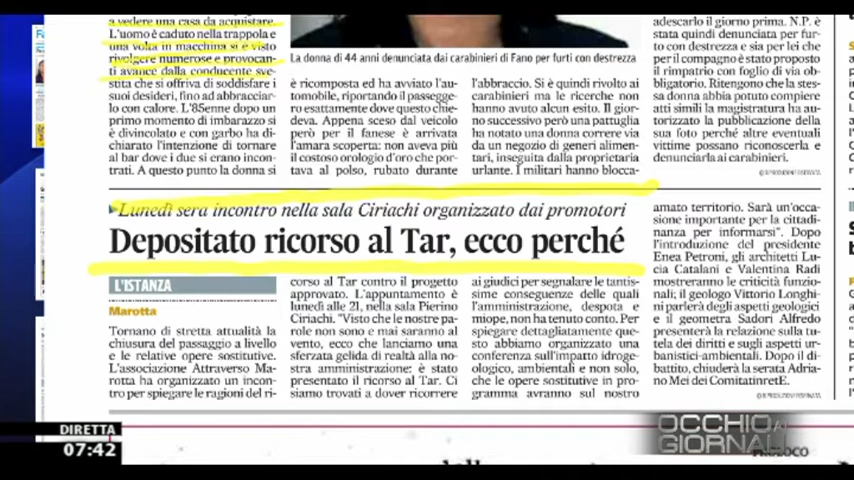 a vedere una casa da acquistare.
L'uomo è caduto nella trappola e
una volta in macchina si è visto
rivolgere numerose e provocan-
ti avance dalla conducente sve-
stita che si offriva di soddisfare i
suoi desideri, fino ad abbracciar-
lo con calore. L'85enne dopo un
primo momento di imbarazzo si
è divincolato e con garbo ha di-
chiarato l'intenzione di tornare
al bar dove i due si erano incon-
trati. A questo punto la donna si
La donna di 44 anni denunciata dai carabinieri di Fano per furti con destrezza
è ricomposta ed ha avviato l'au-
tomobile, riportando il passegge-
ro esattamente dove questo chie-
deva. Appena sceso dal veicolo
però per il fanese è arrivata
l'amara scoperta: non aveva più
il costoso orologio d'oro che por-
tava al polso, rubato durante
l'abbraccio. Si è quindi rivolto ai
carabinieri ma le ricerche non
hanno avuto alcun esito. Il gior-
no successivo però una pattuglia
ha notato una donna correre via
da un negozio di generi alimen-
tari, inseguita dalla proprietaria
urlante. I militari hanno blocca-
adescarlo il giorno prima. N.P. è
stata quindi denunciata per fur-
to con destrezza e sia per lei che
per il compagno è stato proposto
il rimpatrio con foglio di via ob-
bligatorio. Ritengono che la stes-
sa donna abbia potuto compiere
atti simili la magistratura ha au-
torizzato la pubblicazione della
sua foto perché altre eventuali
vittime possano riconoscerla e
denunciarla ai carabinieri.
© RIPRODUZIONE RISERVATA
Lunedì sera incontro nella sala Ciriachi organizzato dai promotori
Depositato ricorso al Tar, ecco perché
L'ISTANZA
Marotta
Tornano di stretta attualità la
chiusura del passaggio a livello
e le relative opere sostitutive.
L'associazione Attraverso Ma-
rotta ha organizzato un incon-
tro per spiegare le ragioni del ri-
corso al Tar contro il progetto
approvato. L'appuntamento è
lunedì alle 21, nella sala Pierino
Ciriachi. "Visto che le nostre pa-
role non sono e mai saranno al
vento, ecco che lanciamo una
sferzata gelida di realtà alla no-
stra amministrazione: è stato
presentato il ricorso al Tar. Ci
siamo trovati a dover ricorrere
ai giudici per segnalare le tantis-
sime conseguenze delle quali
l'amministrazione, despota e
miope, non ha tenuto conto. Per
spiegare dettagliatamente que-
sto abbiamo organizzato una
conferenza sull'impatto idroge-
ologico, ambientali e non solo,
che le opere sostitutive in pro-
gramma avranno sul nostro
amato territorio. Sarà un'occa-
sione importante per la cittadi-
nanza per informarsi". Dopo
l'introduzione del presidente
Enea Petroni, gli architetti Lu-
cia Catalani e Valentina Radi
mostreranno le criticità funzio-
nali; il geologo Vittorio Longhi-
ni parlerà degli aspetti geologici
e il geometra Sadori Alfredo
presenterà la relazione sulla tu-
tela dei diritti e sugli aspetti ur-
banistici-ambientali. Dopo il di-
battito, chiuderà la serata Adria-
no Mei dei ComitatinretE.
© RIPRODUZIONE RISERVATA
DIRETTA
07:42
OCCHIO AI
GIORNALI